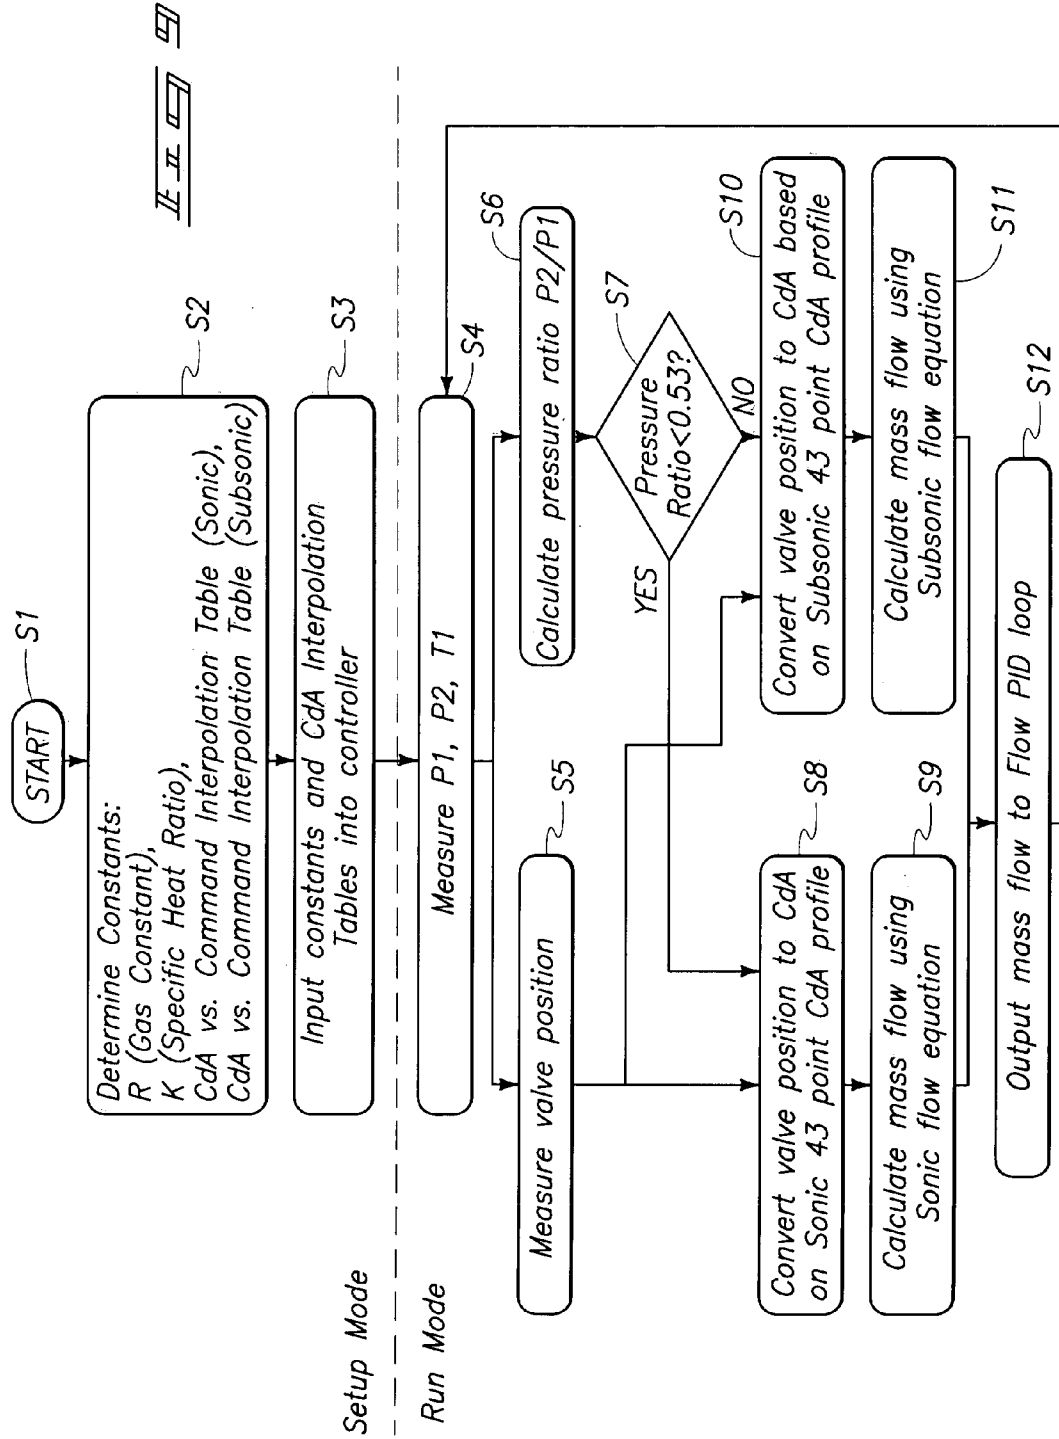 FIG 9
START
S1
Determine Constants:
R (Gas Constant),
K (Specific Heat Ratio),
CdA vs. Command Interpolation Table (Sonic),
CdA vs. Command Interpolation Table (Subsonic)
S2
Input constants and CdA Interpolation
Tables into controller
S3
Setup Mode
Run Mode
Measure P1, P2, T1
S4
Measure valve position
S5
Calculate pressure ratio P2/P1
S6
Pressure
Ratio<0.53?
S7
YES
NO
Convert valve position to CdA
on Sonic 43 point CdA profile
S8
Convert valve position to CdA based
on Subsonic 43 point CdA profile
S10
Calculate mass flow using
Sonic flow equation
S9
Calculate mass flow using
Subsonic flow equation
S11
Output mass flow to Flow PID loop
S12